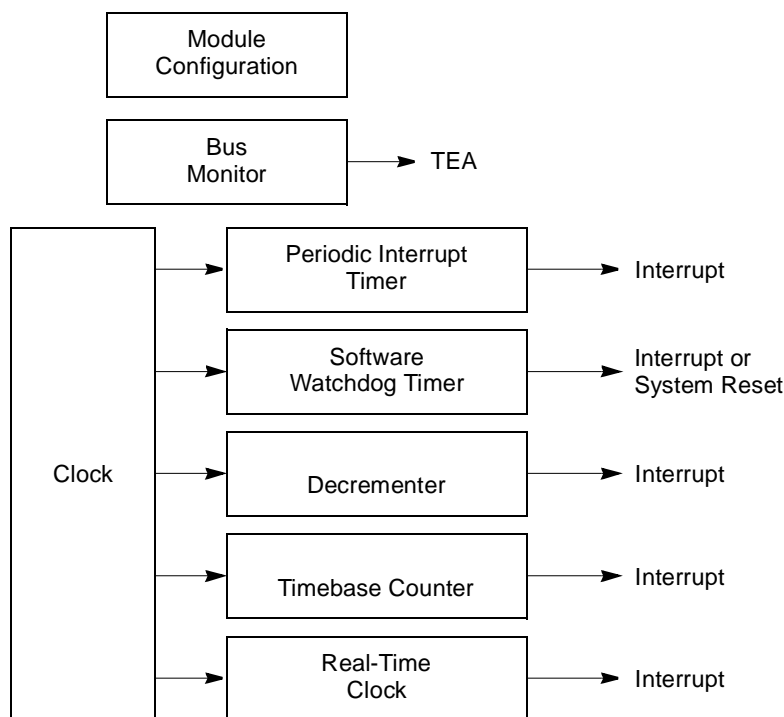 Module
Configuration
Bus
Monitor
TEA
Periodic Interrupt
Timer
Interrupt
Software
Watchdog Timer
Interrupt or
System Reset
Clock
Decrementer
Interrupt
Timebase Counter
Interrupt
Real-Time
Clock
Interrupt